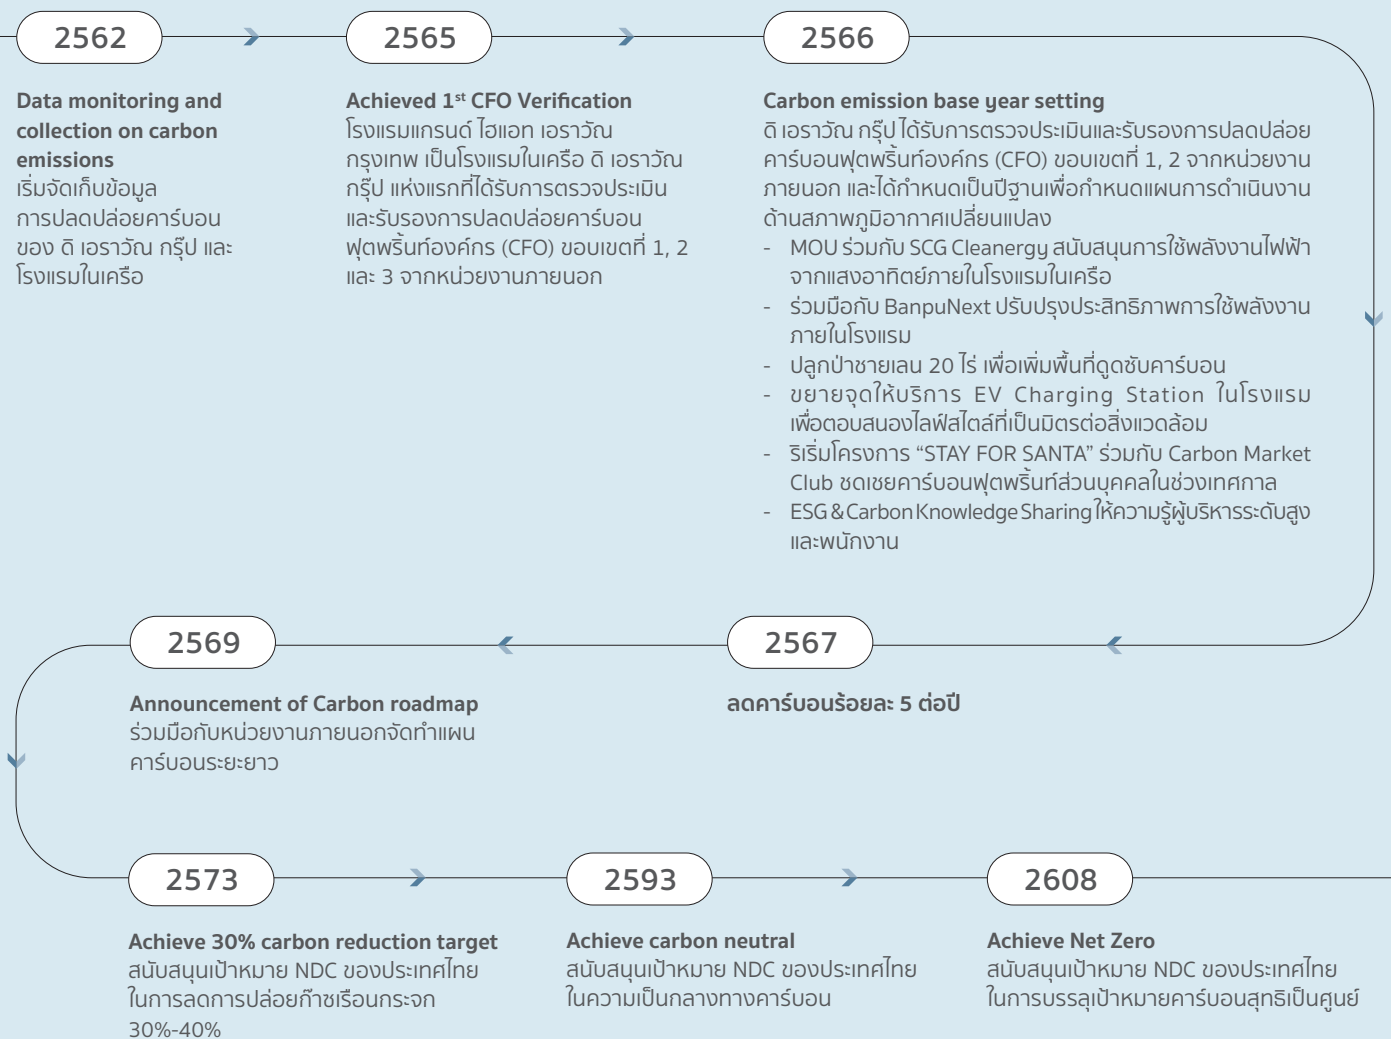 2562
Data monitoring and
collection on carbon
emissions
เริ่มจัดเก็บข้อมูล
การปลดปล่อยคาร์บอน
ของ ดิ เอราวัณ กรุ๊ป และ
โรงแรมในเครือ
2565
Achieved 1st CFO Verification
โรงแรมแกรนด์ ไฮแอท เอราวัณ
กรุงเทพ เป็นโรงแรมในเครือ ดิ เอราวัณ
กรุ๊ป แห่งแรกที่ได้รับการตรวจประเมิน
และรับรองการปลดปล่อยคาร์บอน
ฟุตพริ้นท์องค์กร (CFO) ขอบเขตที่ 1, 2
และ 3 จากหน่วยงานภายนอก
2566
Carbon emission base year setting
ดิ เอราวัณ กรุ๊ป ได้รับการตรวจประเมินและรับรองการปลดปล่อย
คาร์บอนฟุตพริ้นท์องค์กร (CFO) ขอบเขตที่ 1, 2 จากหน่วยงาน
ภายนอก และได้กำหนดเป็นปีฐานเพื่อกำหนดแผนการดำเนินงาน
ด้านสภาพภูมิอากาศเปลี่ยนแปลง
- MOU ร่วมกับ SCG Cleanergy สนับสนุนการใช้พลังงานไฟฟ้า
จากแสงอาทิตย์ภายในโรงแรมในเครือ
- ร่วมมือกับ BanpuNext ปรับปรุงประสิทธิภาพการใช้พลังงาน
ภายในโรงแรม
- ปลูกป่าชายเลน 20 ไร่ เพื่อเพิ่มพื้นที่ดูดซับคาร์บอน
- ขยายจุดให้บริการ EV Charging Station ในโรงแรม
เพื่อตอบสนองไลฟ์สไตล์ที่เป็นมิตรต่อสิ่งแวดล้อม
- ริเริ่มโครงการ “STAY FOR SANTA” ร่วมกับ Carbon Market
Club ชดเชยคาร์บอนฟุตพริ้นท์ส่วนบุคคลในช่วงเทศกาล
- ESG & Carbon Knowledge Sharing ให้ความรู้ผู้บริหารระดับสูง
และพนักงาน
2567
ลดคาร์บอนร้อยละ 5 ต่อปี
2569
Announcement of Carbon roadmap
ร่วมมือกับหน่วยงานภายนอกจัดทำแผน
คาร์บอนระยะยาว
2573
Achieve 30% carbon reduction target
สนับสนุนเป้าหมาย NDC ของประเทศไทย
ในการลดการปล่อยก๊าซเรือนกระจก
30%-40%
2593
Achieve carbon neutral
สนับสนุนเป้าหมาย NDC ของประเทศไทย
ในความเป็นกลางทางคาร์บอน
2608
Achieve Net Zero
สนับสนุนเป้าหมาย NDC ของประเทศไทย
ในการบรรลุเป้าหมายคาร์บอนสุทธิเป็นศูนย์